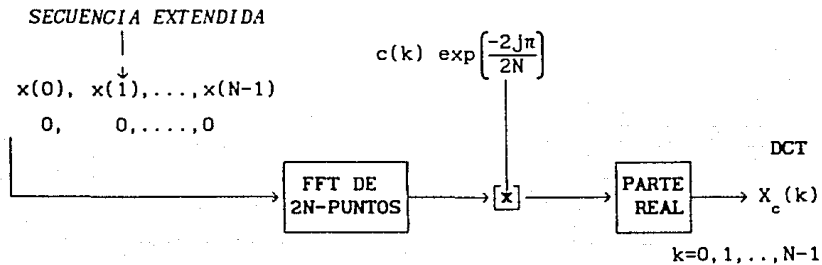 SECUENCIA EXTENDIDA
c(k) exp(-2jπ/2N)
x(0), x(1),...,x(N-1)
0, 0,....,0
FFT DE
2N-PUNTOS
[x]
PARTE
REAL
DCT
X_c(k)
k=0,1,..,N-1